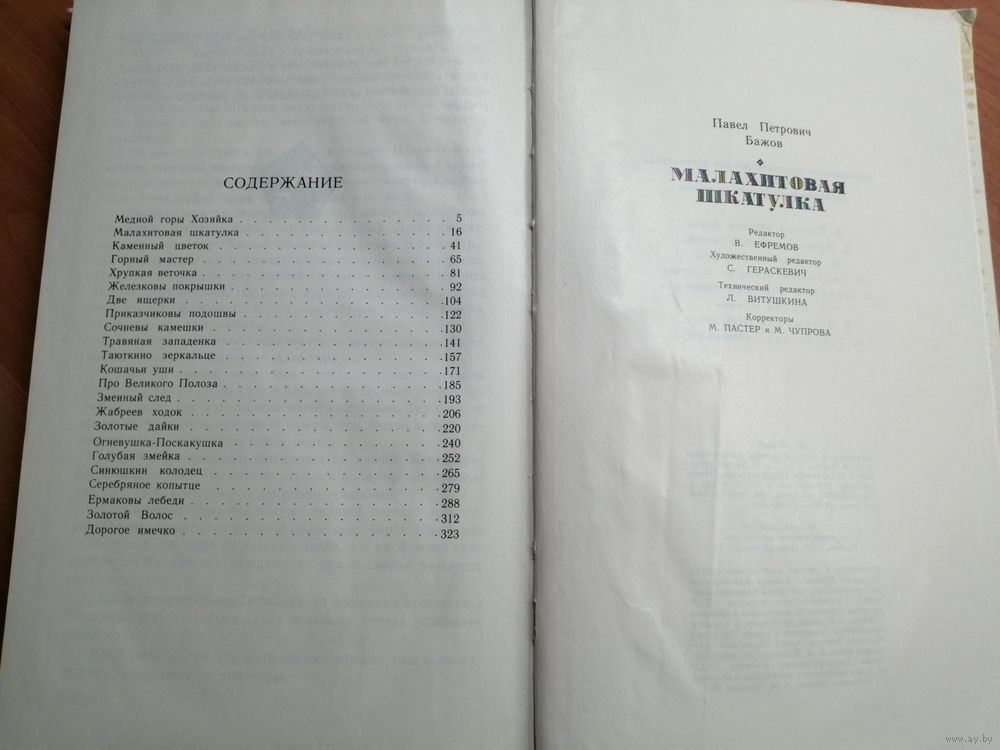 СОДЕРЖАНИЕ
Медной горы Хозяйка . . . . . . . . . . . . . . . 5
Малахитовая шкатулка . . . . . . . . . . . . . . . 16
Каменный цветок . . . . . . . . . . . . . . . 41
Горный мастер . . . . . . . . . . . . . . . 65
Хрупкая веточка . . . . . . . . . . . . . . . 81
Железковы покрышки . . . . . . . . . . . . . . . 92
Две ящерки . . . . . . . . . . . . . . . 104
Приказчиковы подошвы . . . . . . . . . . . . . . . 122
Сочневы камешки . . . . . . . . . . . . . . . 130
Травяная западенка . . . . . . . . . . . . . . . 141
Таюткино зеркальце . . . . . . . . . . . . . . . 157
Кошачьи уши . . . . . . . . . . . . . . . 171
Про Великого Полоза . . . . . . . . . . . . . . . 185
Змеиный след . . . . . . . . . . . . . . . 193
Жабреев ходок . . . . . . . . . . . . . . . 206
Золотые дайки . . . . . . . . . . . . . . . 220
Огневушка-Поскакушка . . . . . . . . . . . . . . . 240
Голубая змейка . . . . . . . . . . . . . . . 252
Синюшкин колодец . . . . . . . . . . . . . . . 265
Серебряное копытце . . . . . . . . . . . . . . . 279
Ермаковы лебеди . . . . . . . . . . . . . . . 288
Золотой Волос . . . . . . . . . . . . . . . 312
Дорогое имечко . . . . . . . . . . . . . . . 323
Павел Петрович
Бажов
МАЛАХИТОВАЯ
ШКАТУЛКА
Редактор
В. ЕФРЕМОВ
Художественный редактор
С. ГЕРАСКЕВИЧ
Технический редактор
Л. ВИТУШКИНА
Корректоры
М. ПАСТЕР и М. ЧУПРОВА
www.ay.by